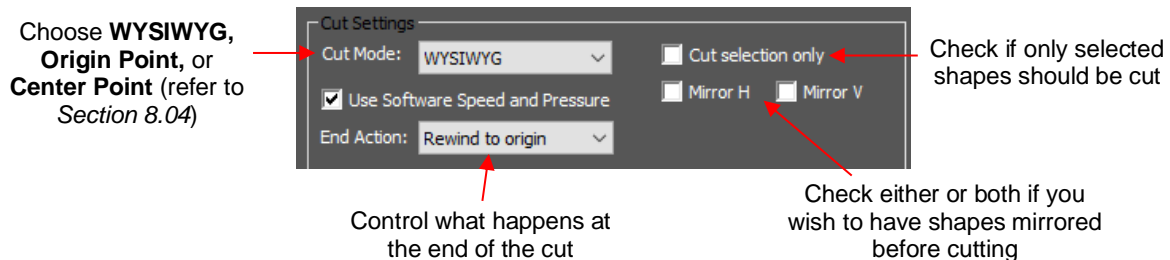 Choose WYSIWYG,
Origin Point, or
Center Point (refer to
Section 8.04)
Cut Settings
Cut Mode: WYSIWYG
Cut selection only
Use Software Speed and Pressure
Mirror H Mirror V
End Action: Rewind to origin
Check if only selected
shapes should be cut
Control what happens at
the end of the cut
Check either or both if you
wish to have shapes mirrored
before cutting